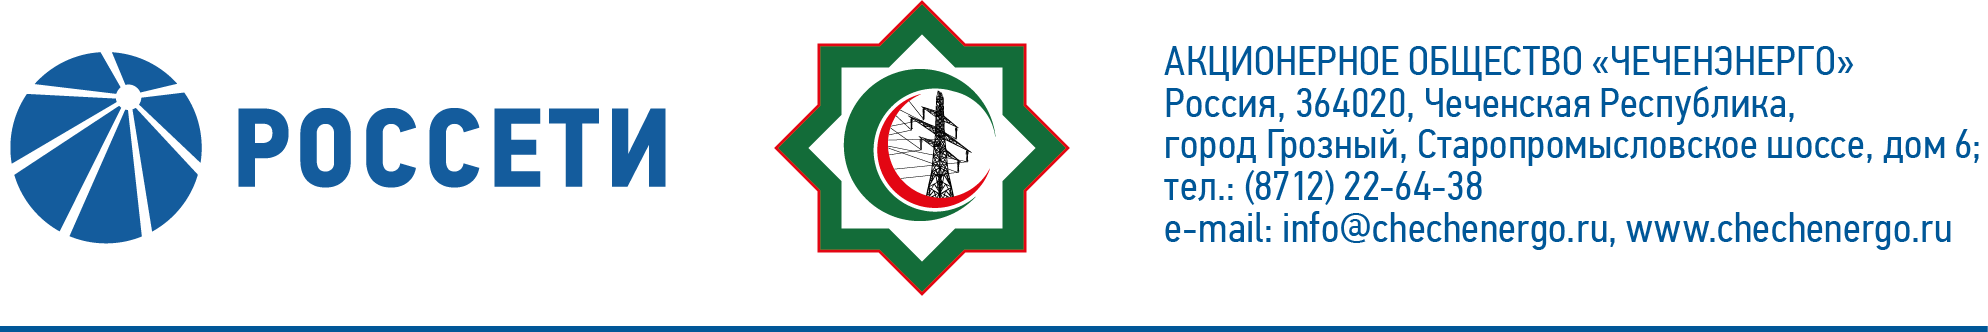 РОССЕТИ
АКЦИОНЕРНОЕ ОБЩЕСТВО «ЧЕЧЕНЭНЕРГО»
Россия, 364020, Чеченская Республика,
город Грозный, Старопромысловское шоссе, дом 6;
тел.: (8712) 22-64-38
e-mail: info@chechenergo.ru, www.chechenergo.ru